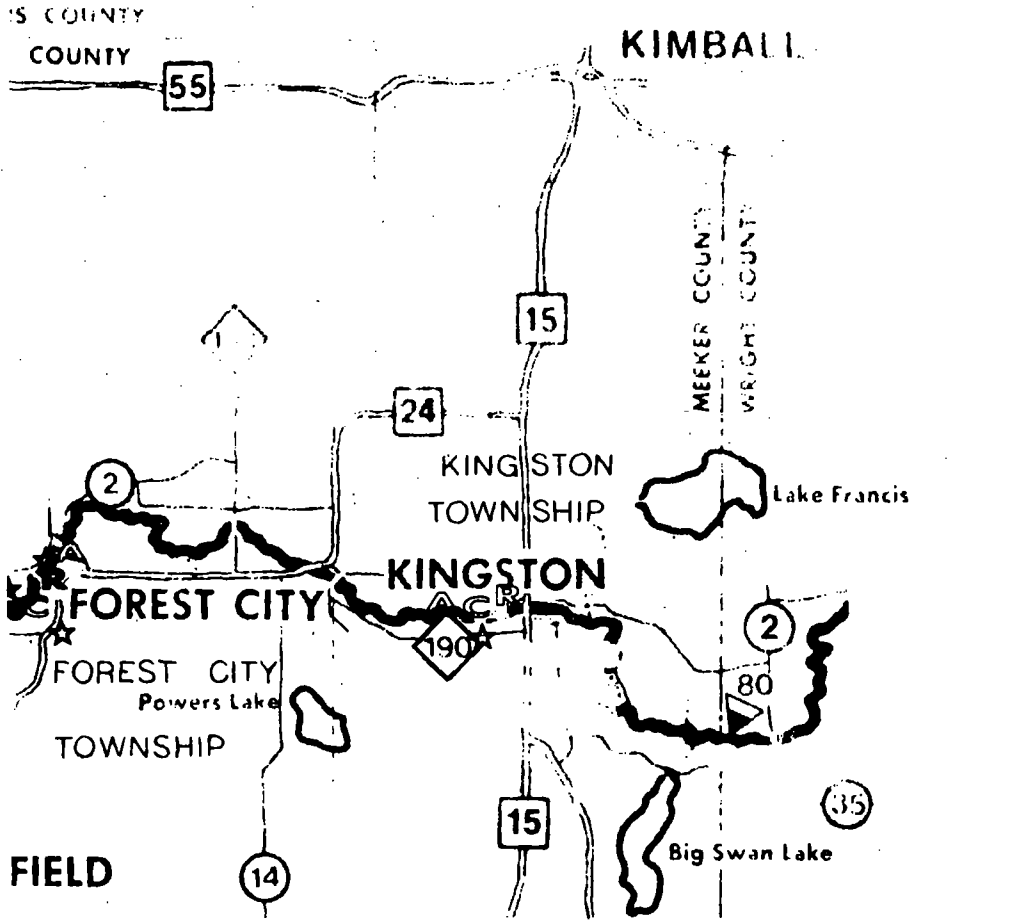 COUNTY
COUNTY
KIMBALL
55
MEEKER COUNTY
WRIGHT COUNTY
15
24
KINGSTON
TOWNSHIP
2
Lake Francis
A
KINGSTON
C
FOREST CITY
A C R
2
190
FOREST CITY
TOWNSHIP
80
Powers Lake
15
35
Big Swan Lake
FIELD
14